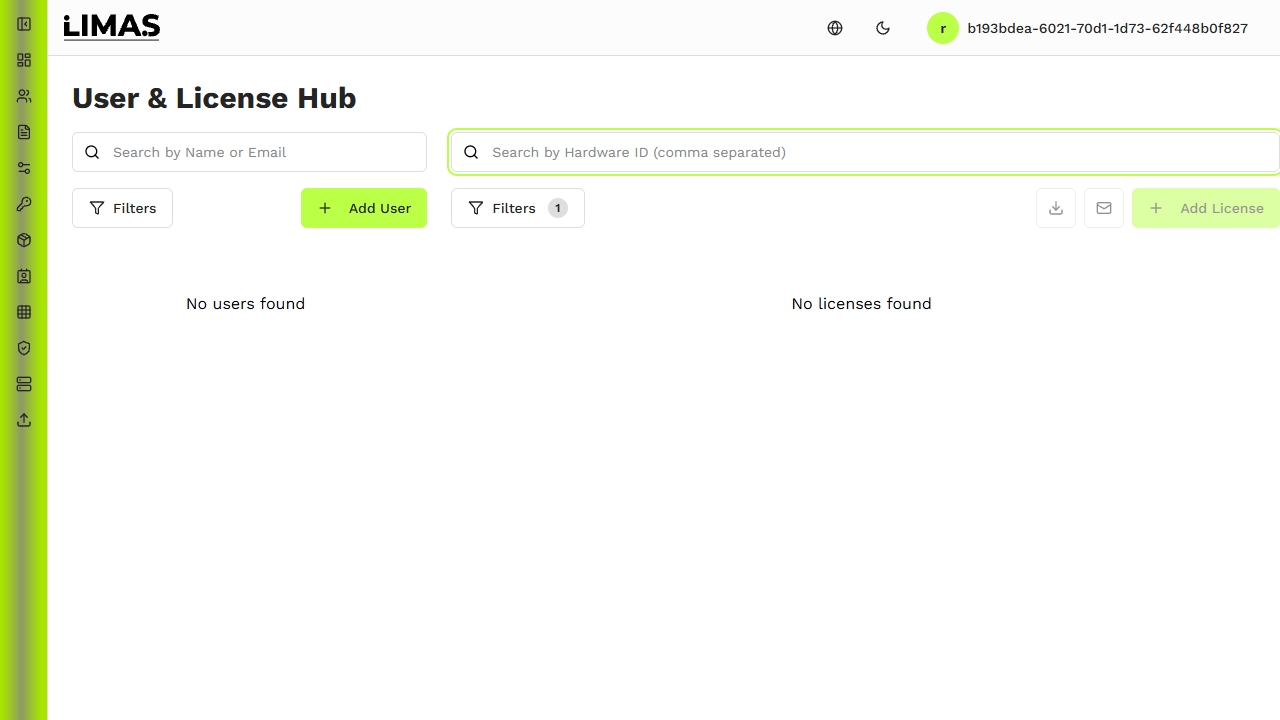 LIMAS
r
b193bdea-6021-70d1-1d73-62f448b0f827
User & License Hub
Search by Name or Email
Search by Hardware ID (comma separated)
Filters
Add User
Filters
1
Add License
No users found
No licenses found